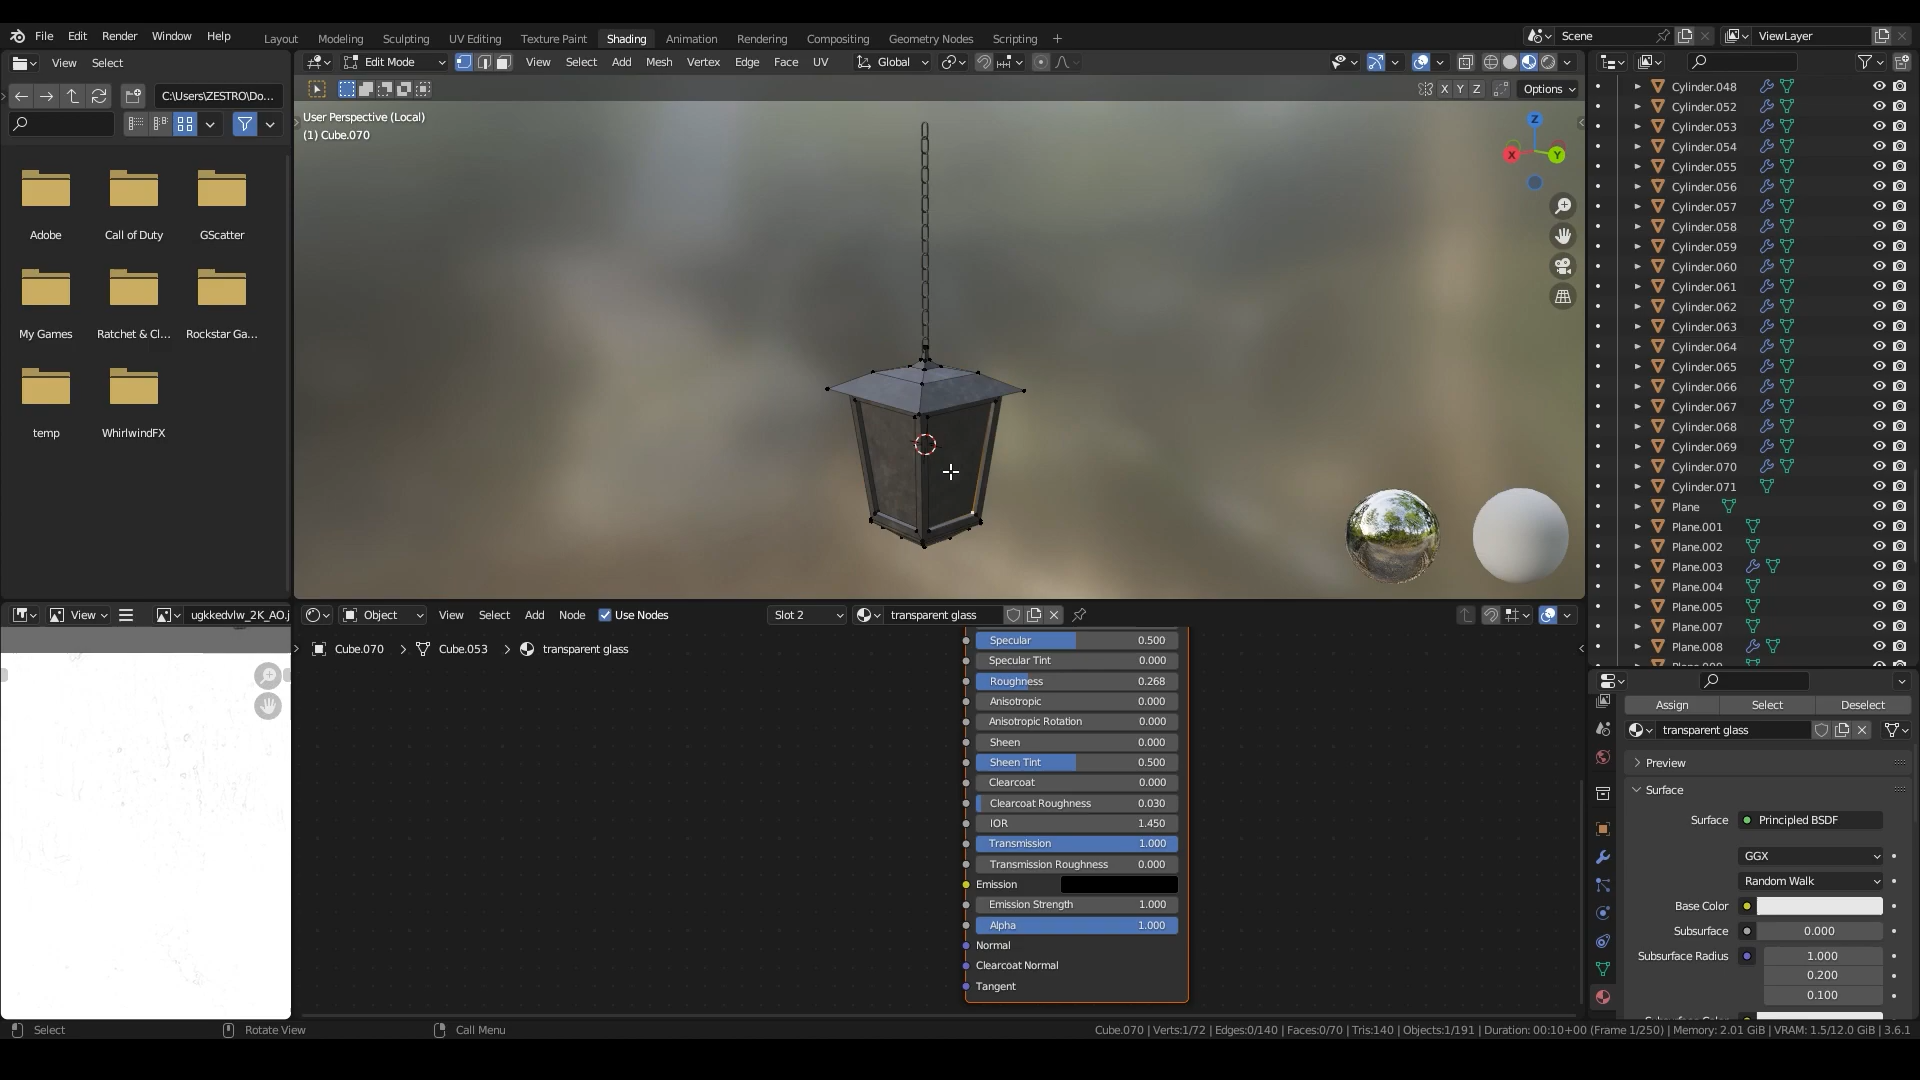 File Edit Render Window Help Layout Modeling Sculpting UV Editing Texture Paint Shading Animation Rendering Compositing Geometry Nodes Scripting + Scene ViewLayer
View Select Edit Mode View Select Add Mesh Vertex Edge Face UV Global
C:\Users\ZESTRO\Do... X Y Z Options
User Perspective (Local)
(1) Cube.070
Z
X
Y
Adobe Call of Duty GScatter
My Games Ratchet & Cl... Rockstar Ga...
temp WhirlwindFX
Cylinder.048
Cylinder.052
Cylinder.053
Cylinder.054
Cylinder.055
Cylinder.056
Cylinder.057
Cylinder.058
Cylinder.059
Cylinder.060
Cylinder.061
Cylinder.062
Cylinder.063
Cylinder.064
Cylinder.065
Cylinder.066
Cylinder.067
Cylinder.068
Cylinder.069
Cylinder.070
Cylinder.071
Plane
Plane.001
Plane.002
Plane.003
Plane.004
Plane.005
Plane.007
Plane.008
View ugkkedvlw_2K_AO.j
Object View Select Add Node Use Nodes Slot 2 transparent glass
Cube.070 > Cube.053 > transparent glass
Specular 0.500
Specular Tint 0.000
Roughness 0.268
Anisotropic 0.000
Anisotropic Rotation 0.000
Sheen 0.000
Sheen Tint 0.500
Clearcoat 0.000
Clearcoat Roughness 0.030
IOR 1.450
Transmission 1.000
Transmission Roughness 0.000
Emission
Emission Strength 1.000
Alpha 1.000
Normal
Clearcoat Normal
Tangent
Assign Select Deselect
transparent glass
Preview
Surface
Surface Principled BSDF
GGX
Random Walk
Base Color
Subsurface 0.000
Subsurface Radius 1.000
0.200
0.100
Select Rotate View Call Menu Cube.070 | Verts:1/72 | Edges:0/140 | Faces:0/70 | Tris:140 | Objects:1/191 | Duration: 00:10+00 (Frame 1/250) | Memory: 2.01 GiB | VRAM: 1.5/12.0 GiB | 3.6.1